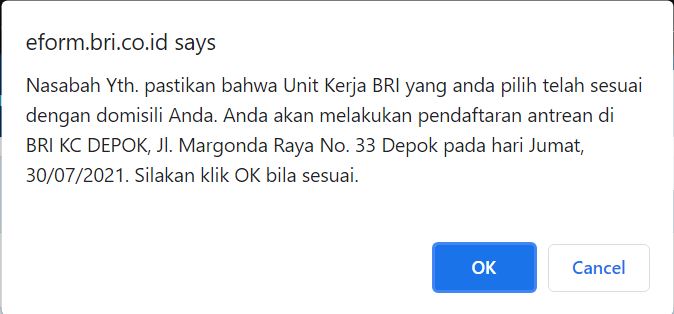 eform.bri.co.id says
Nasabah Yth. pastikan bahwa Unit Kerja BRI yang anda pilih telah sesuai
dengan domisili Anda. Anda akan melakukan pendaftaran antrean di
BRI KC DEPOK, Jl. Margonda Raya No. 33 Depok pada hari Jumat,
30/07/2021. Silakan klik OK bila sesuai.
OK
Cancel